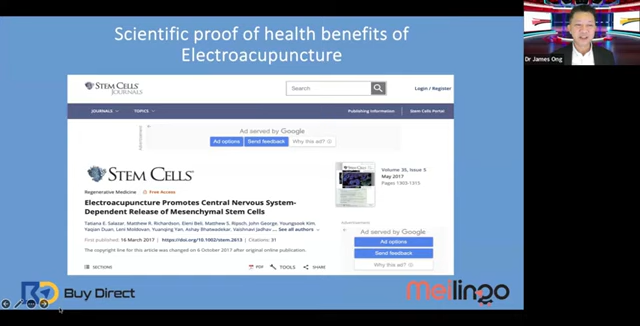 Scientific proof of health benefits of
Electroacupuncture
Dr James Ong
STEM CELLS
JOURNALS
Search
Login / Register
JOURNALS
TOPICS
Publishing Information
Stem Cells Portal
Ad served by Google
Ad options
Send feedback
Why this ad?
STEM CELLS
Regenerative Medicine
Free Access
Electroacupuncture Promotes Central Nervous System-
Dependent Release of Mesenchymal Stem Cells
Tatiana E. Salazar, Matthew R. Richardson, Eleni Beli, Matthew S. Ripsch, John George, Youngsook Kim,
Yaqian Duan, Leni Moldovan, Yuanqing Yan, Ashay Bhatwadekar, Vaishnavi Jadhav ... See all authors
First published: 16 March 2017 | https://doi.org/10.1002/stem.2613 | Citations: 31
The copyright line for this article was changed on 6 October 2017 after original online publication.
SECTIONS
PDF
TOOLS
SHARE
Volume 35, Issue 5
May 2017
Pages 1303-1315
Ad served by Google
Ad options
Send feedback
Why this ad?
Buy Direct
meilingo